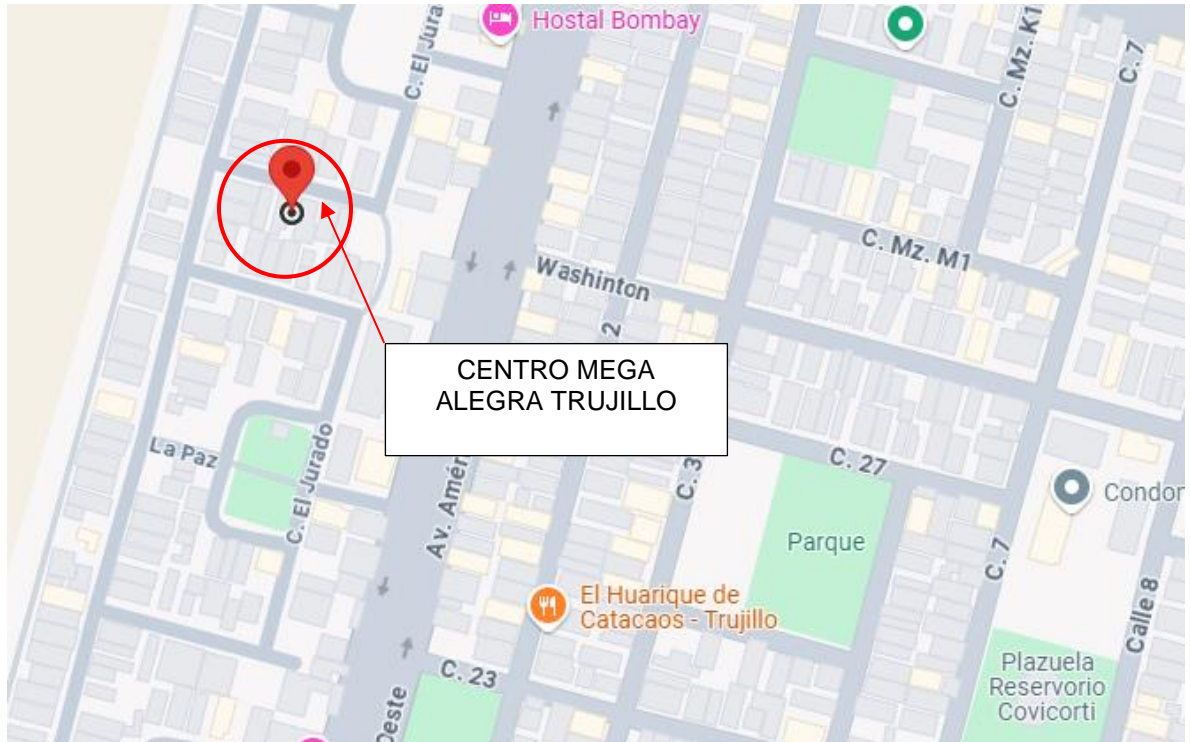 Hostal Bombay
C. El Jura
C. Mz. K1
C. 7
C. Mz. M1
Washinton
2
CENTRO MEGA
ALEGRA TRUJILLO
La Paz
C. El Jurado
Av. Amér
C. 3
C. 27
Condor
Parque
C. 7
El Huarique de
Catacaos - Trujillo
Calle 8
C. 23
Plazuela
Reservorio
Covicorti
Oeste